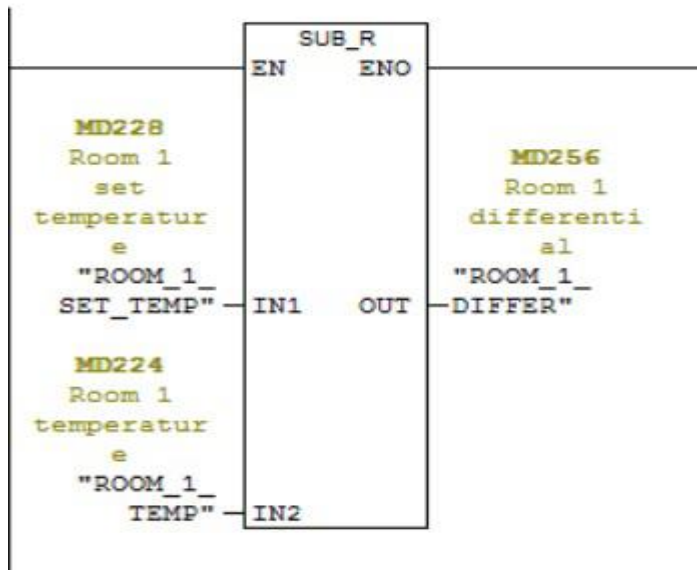 SUB_R
EN ENO
MD228
Room 1
set
temperatur
e
"ROOM_1_
SET_TEMP"
IN1
MD256
Room 1
differenti
al
"ROOM_1_
DIFFER"
OUT
MD224
Room 1
temperatur
e
"ROOM_1_
TEMP"
IN2